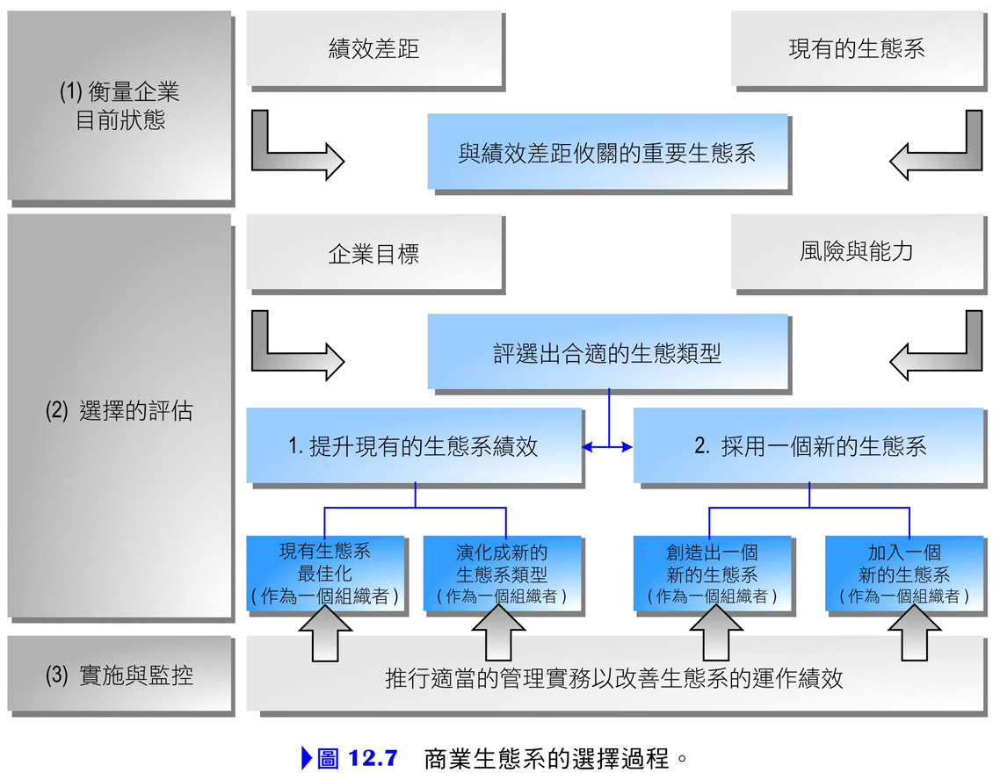 (1) 衡量企業
目前狀態
績效差距
現有的生態系
與績效差距攸關的重要生態系
(2) 選擇的評估
企業目標
風險與能力
評選出合適的生態類型
1. 提升現有的生態系績效
2. 採用一個新的生態系
現有生態系
最佳化
(作為一個組織者)
演化成新的
生態系類型
(作為一個組織者)
創造出一個
新的生態系
(作為一個組織者)
加入一個
新的生態系
(作為一個組織者)
(3) 實施與監控
推行適當的管理實務以改善生態系的運作績效
圖 12.7 商業生態系的選擇過程。